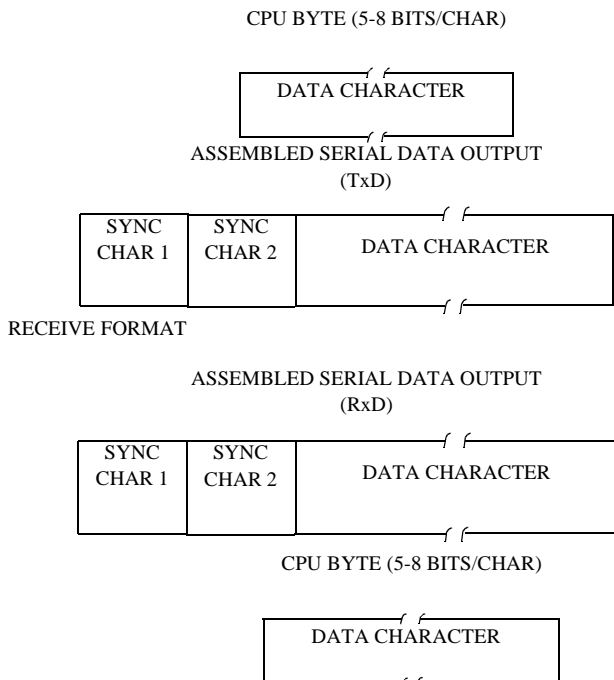 CPU BYTE (5-8 BITS/CHAR)
DATA CHARACTER
ASSEMBLED SERIAL DATA OUTPUT
(TxD)
SYNC
CHAR 1
SYNC
CHAR 2
DATA CHARACTER
RECEIVE FORMAT
ASSEMBLED SERIAL DATA OUTPUT
(RxD)
SYNC
CHAR 1
SYNC
CHAR 2
DATA CHARACTER
CPU BYTE (5-8 BITS/CHAR)
DATA CHARACTER